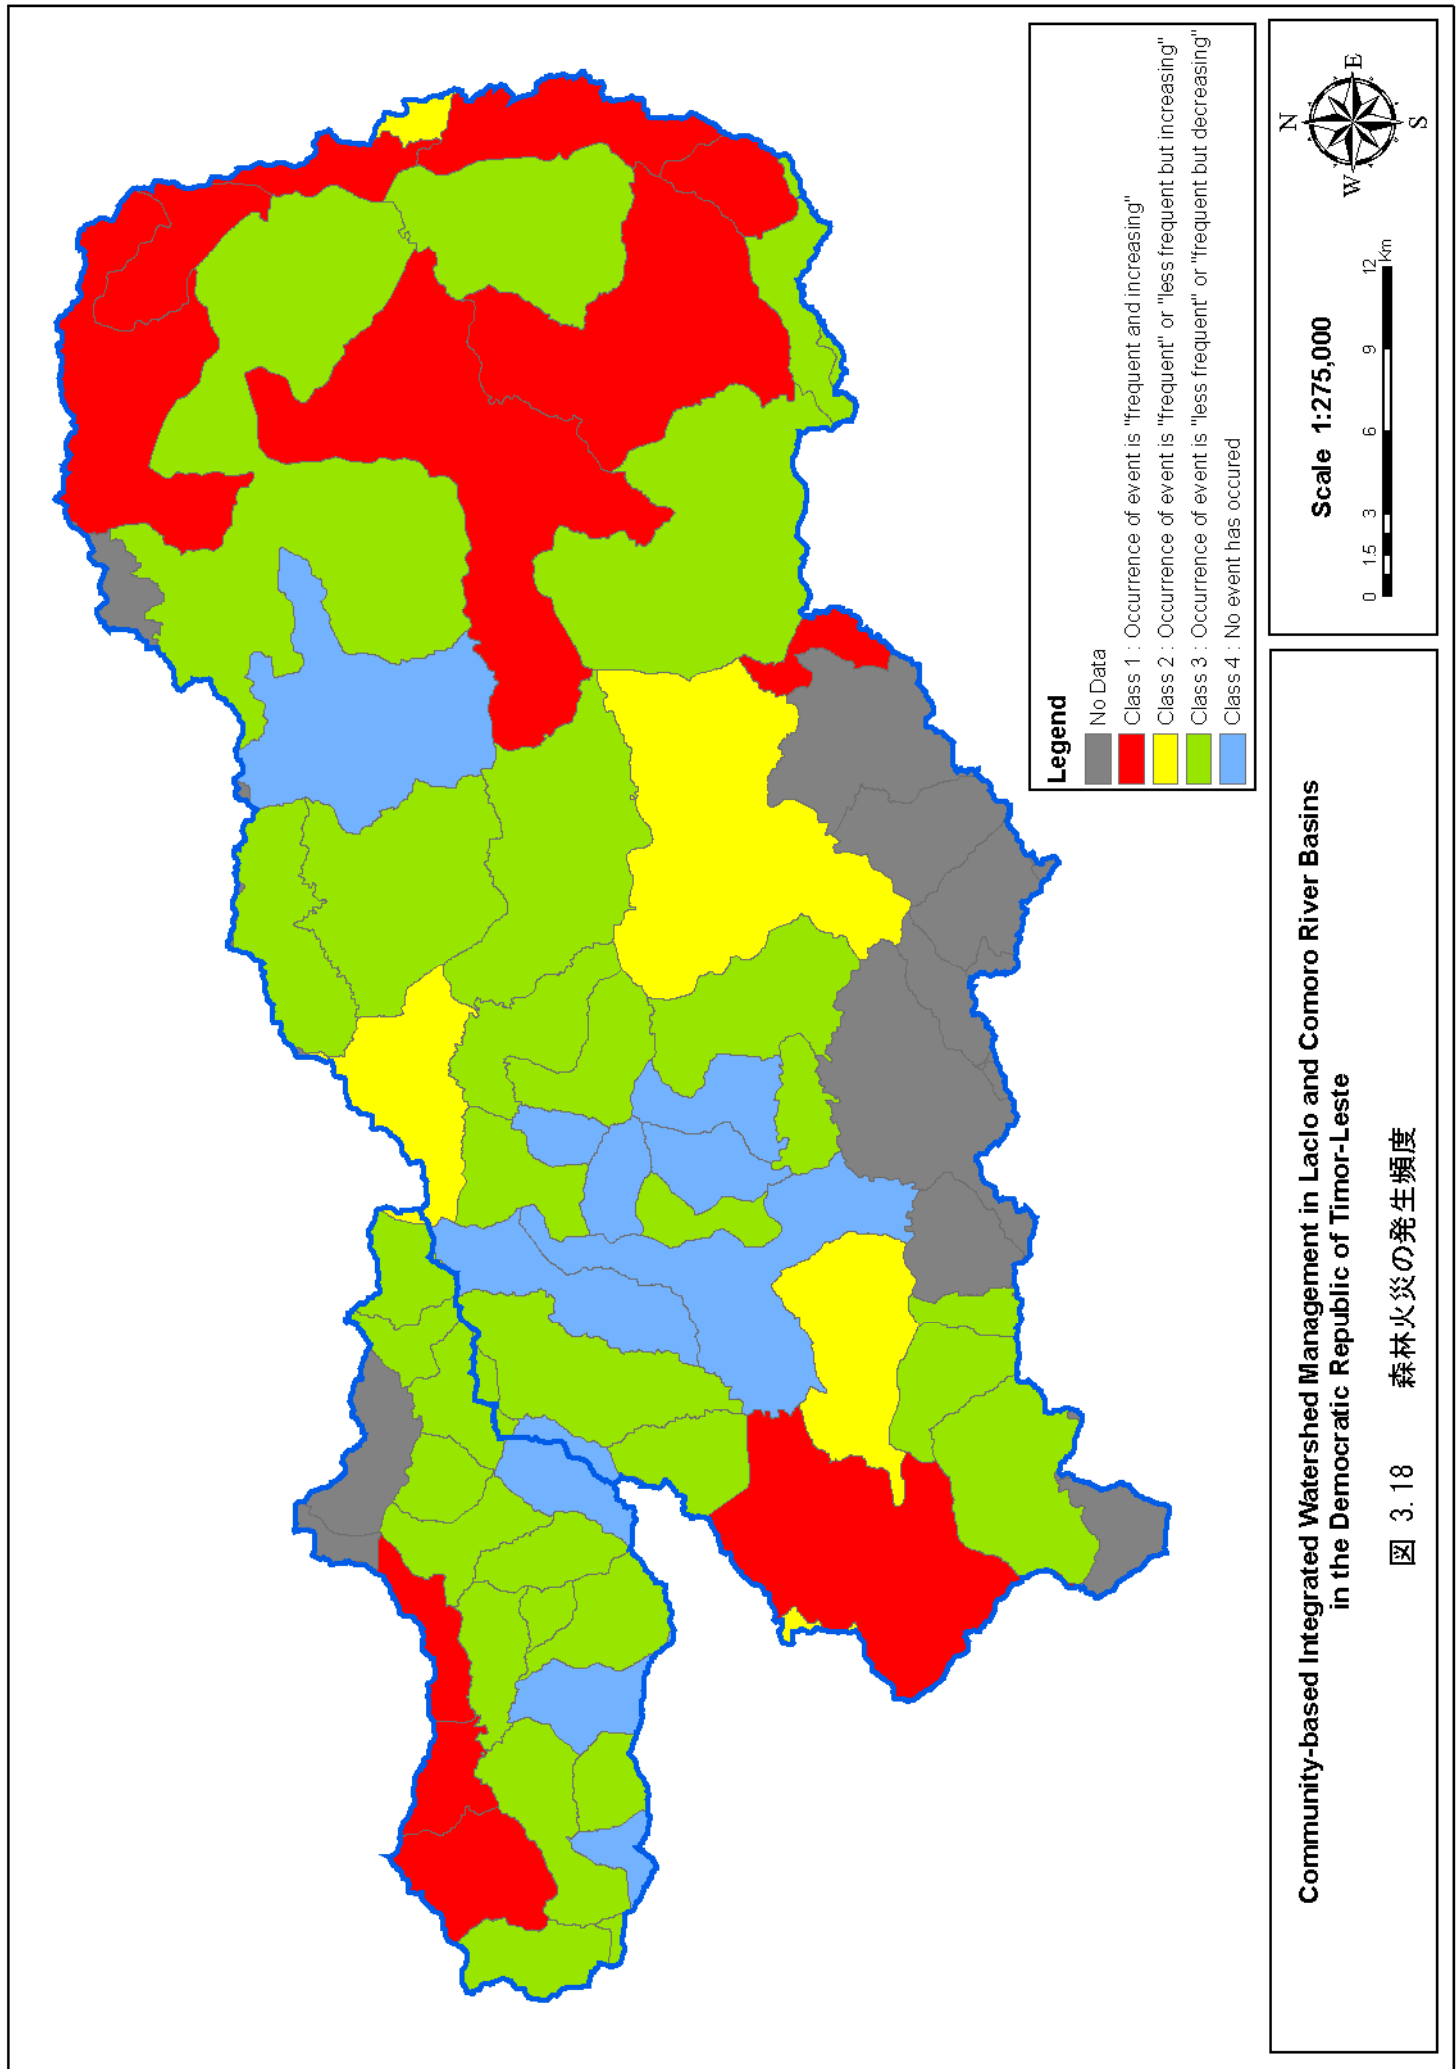 Legend
No Data
Class 1 : Occurrence of event is "frequent and increasing"
Class 2 : Occurrence of event is "frequent" or "less frequent but increasing"
Class 3 : Occurrence of event is "less frequent" or "frequent but decreasing"
Class 4 : No event has occured
Community-based Integrated Watershed Management in Laclo and Comoro River Basins
in the Democratic Republic of Timor-Leste
図 3.18 森林火災の発生頻度
Scale 1:275,000
0 1.5 3 6 9 12
Km
N
W E
S